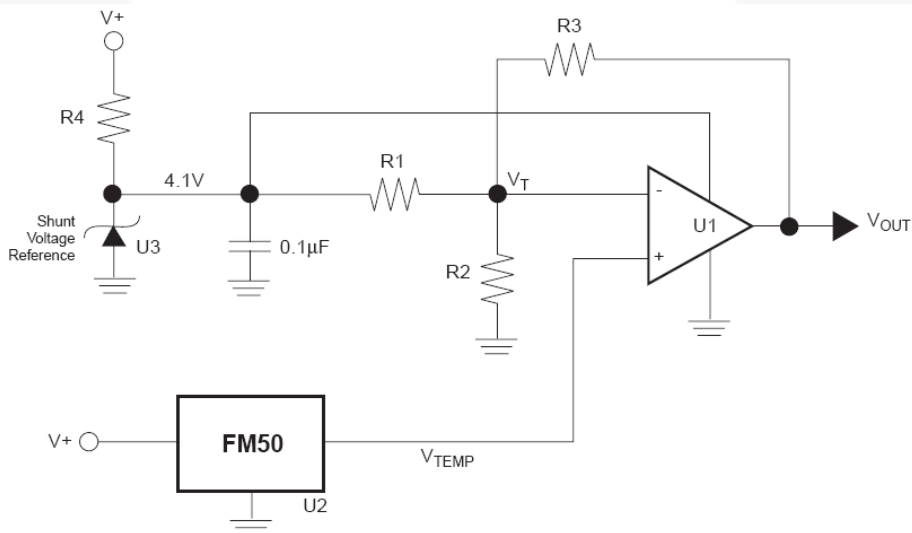 V+
R3
R4
R1
4.1V
VT
-
Shunt
Voltage
Reference
U3
0.1µF
R2
U1
+
VOUT
V+
FM50
VTEMP
U2